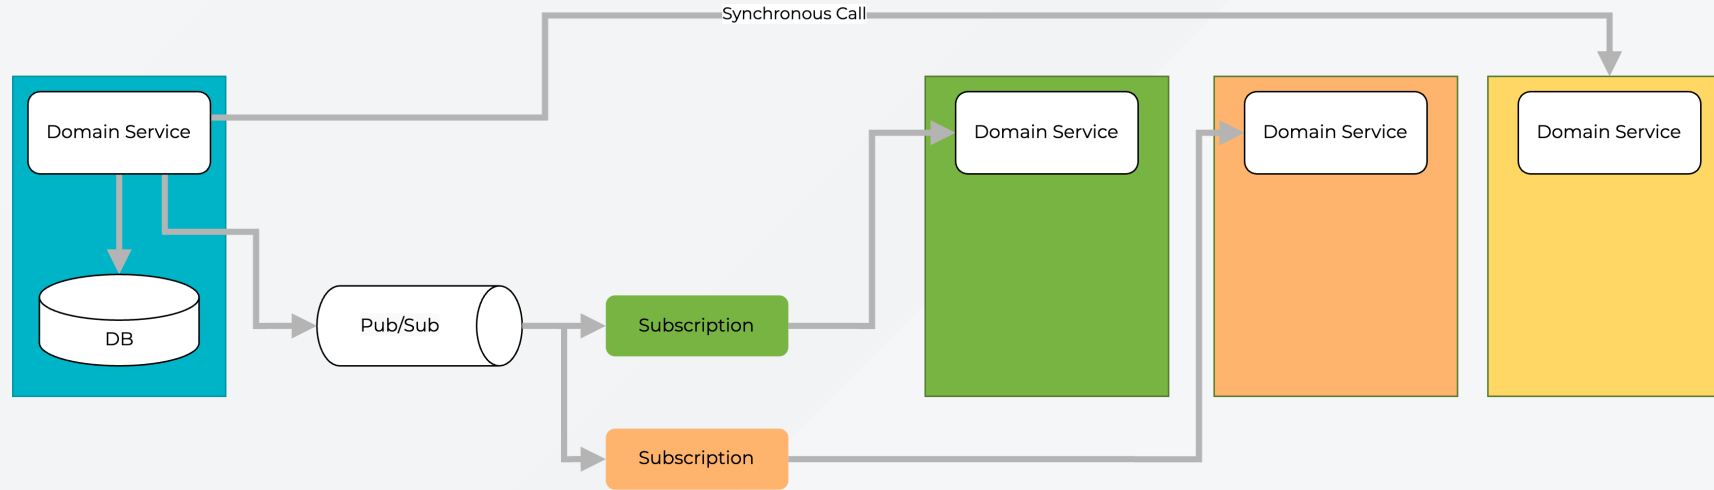 Synchronous Call
Domain Service
Domain Service
Domain Service
Domain Service
DB
Pub/Sub
Subscription
Subscription